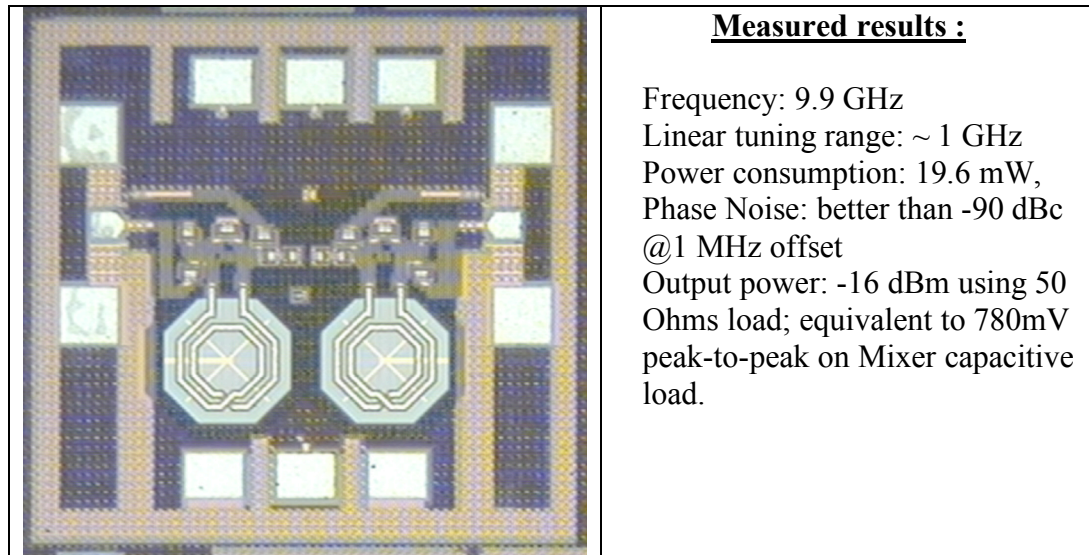 Measured results :
Frequency: 9.9 GHz
Linear tuning range: ~ 1 GHz
Power consumption: 19.6 mW,
Phase Noise: better than -90 dBc
@1 MHz offset
Output power: -16 dBm using 50
Ohms load; equivalent to 780mV
peak-to-peak on Mixer capacitive
load.